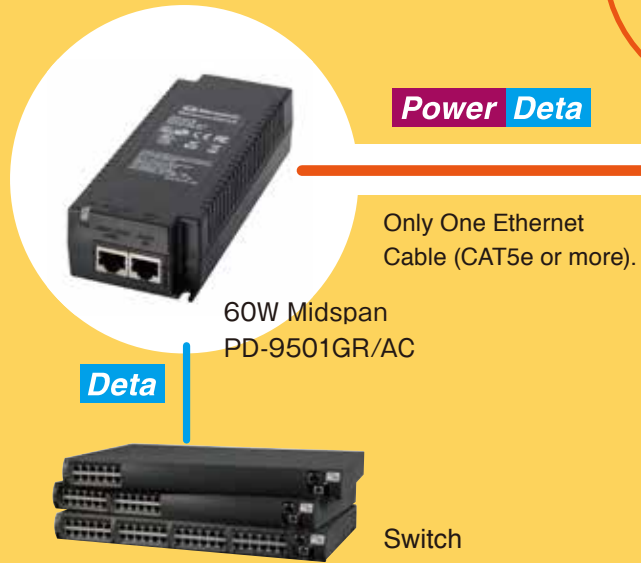 Power Deta
Only One Ethernet
Cable (CAT5e or more).
60W Midspan
PD-9501GR/AC
Deta
Switch